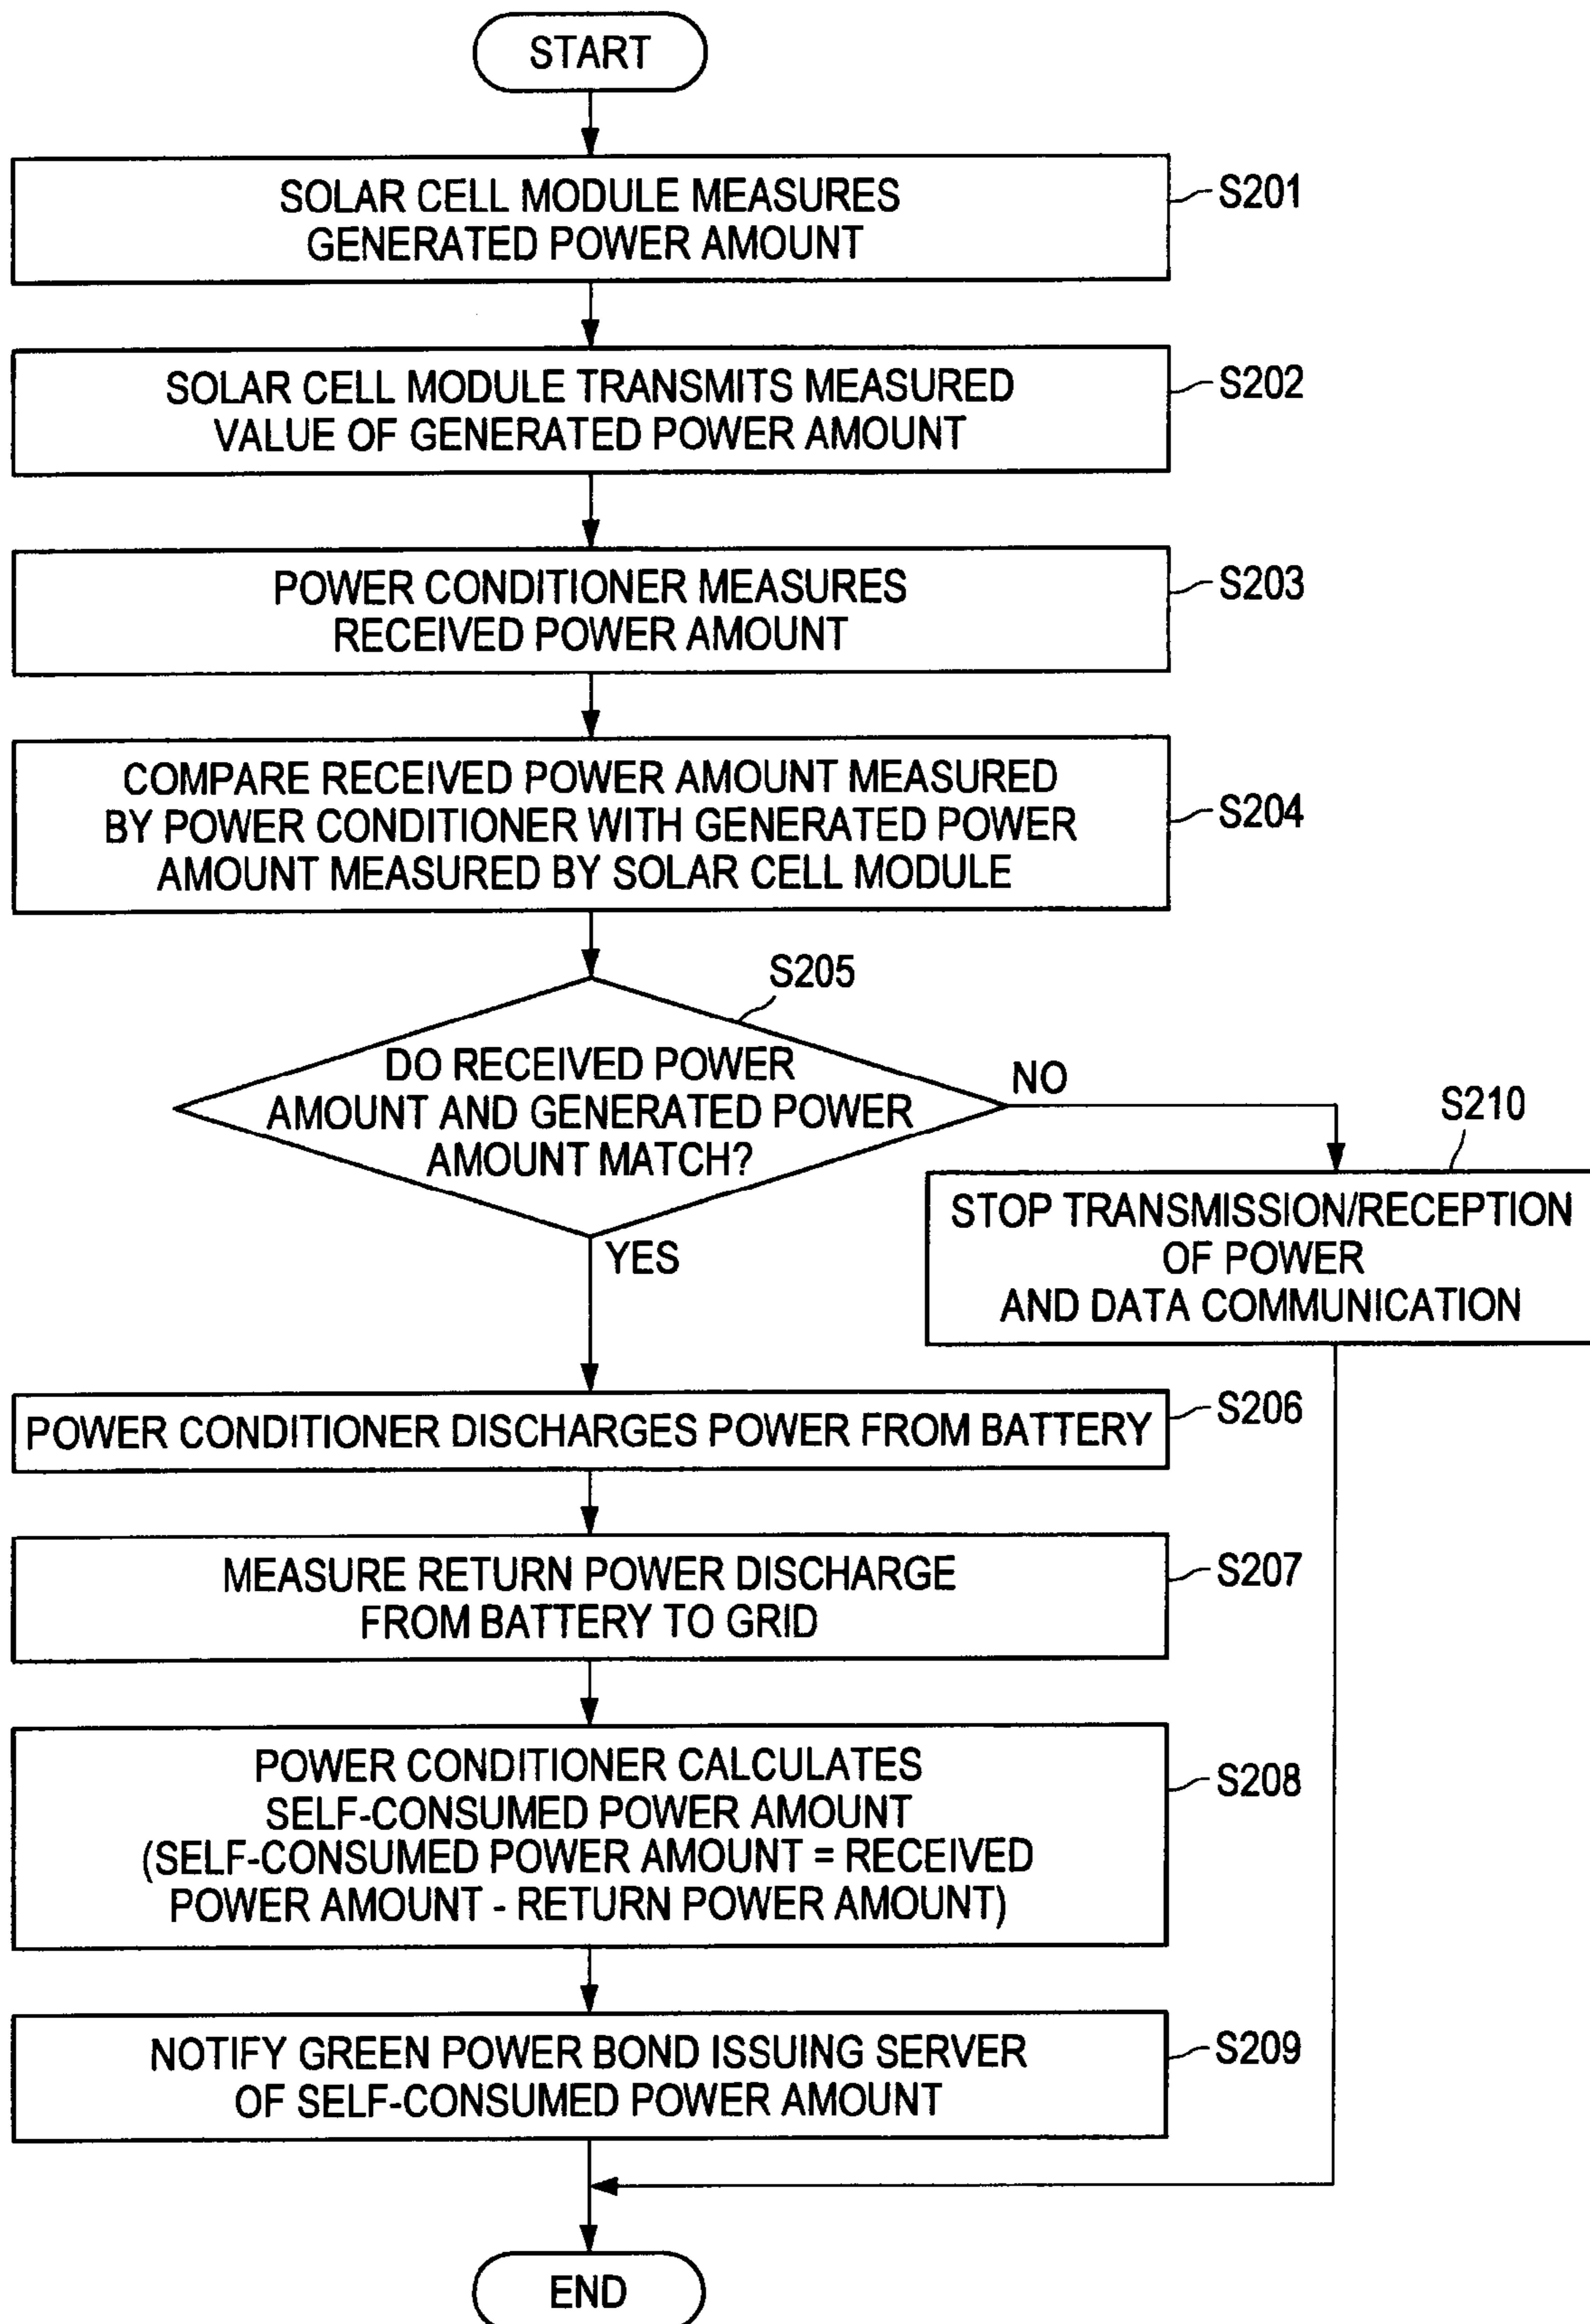 START
SOLAR CELL MODULE MEASURES
GENERATED POWER AMOUNT
S201
SOLAR CELL MODULE TRANSMITS MEASURED
VALUE OF GENERATED POWER AMOUNT
S202
POWER CONDITIONER MEASURES
RECEIVED POWER AMOUNT
S203
COMPARE RECEIVED POWER AMOUNT MEASURED
BY POWER CONDITIONER WITH GENERATED POWER
AMOUNT MEASURED BY SOLAR CELL MODULE
S204
S205
DO RECEIVED POWER
AMOUNT AND GENERATED POWER
AMOUNT MATCH?
NO
YES
S210
STOP TRANSMISSION/RECEPTION
OF POWER
AND DATA COMMUNICATION
POWER CONDITIONER DISCHARGES POWER FROM BATTERY
S206
MEASURE RETURN POWER DISCHARGE
FROM BATTERY TO GRID
S207
POWER CONDITIONER CALCULATES
SELF-CONSUMED POWER AMOUNT
(SELF-CONSUMED POWER AMOUNT = RECEIVED
POWER AMOUNT - RETURN POWER AMOUNT)
S208
NOTIFY GREEN POWER BOND ISSUING SERVER
OF SELF-CONSUMED POWER AMOUNT
S209
END